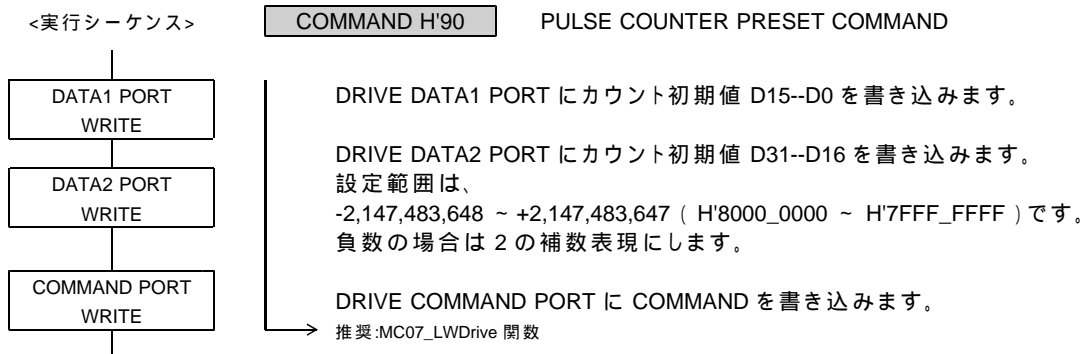 <実行シーケンス>
COMMAND H'90
PULSE COUNTER PRESET COMMAND
DATA1 PORT
WRITE
DRIVE DATA1 PORT にカウント初期値 D15--D0 を書き込みます。
DATA2 PORT
WRITE
DRIVE DATA2 PORT にカウント初期値 D31--D16 を書き込みます。
設定範囲は、
-2,147,483,648 ~ +2,147,483,647 ( H'8000_0000 ~ H'7FFF_FFFF ) です。
負数の場合は 2 の補数表現にします。
COMMAND PORT
WRITE
DRIVE COMMAND PORT に COMMAND を書き込みます。
推奨:MC07_LWDrive 関数